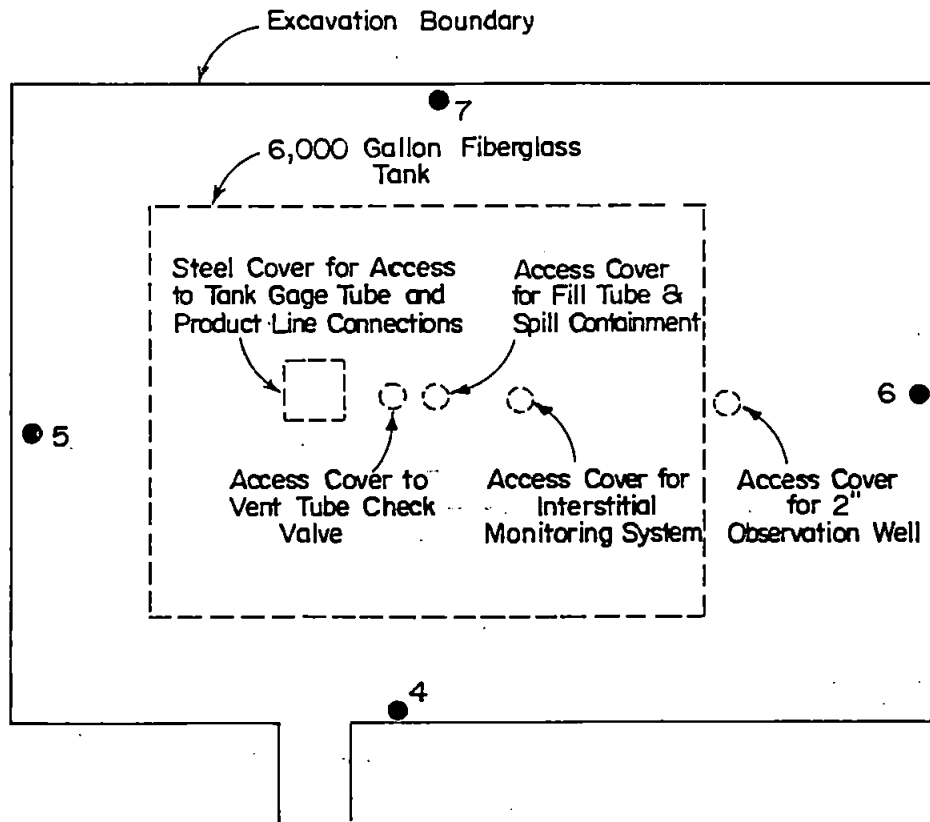 Excavation Boundary
7
6,000 Gallon Fiberglass
Tank
Steel Cover for Access
to Tank Gage Tube and
Product Line Connections
Access Cover
for Fill Tube &
Spill Containment
6
5
Access Cover to
Vent Tube Check
Valve
Access Cover for
Interstitial
Monitoring System
Access Cover
for 2"
Observation Well
4